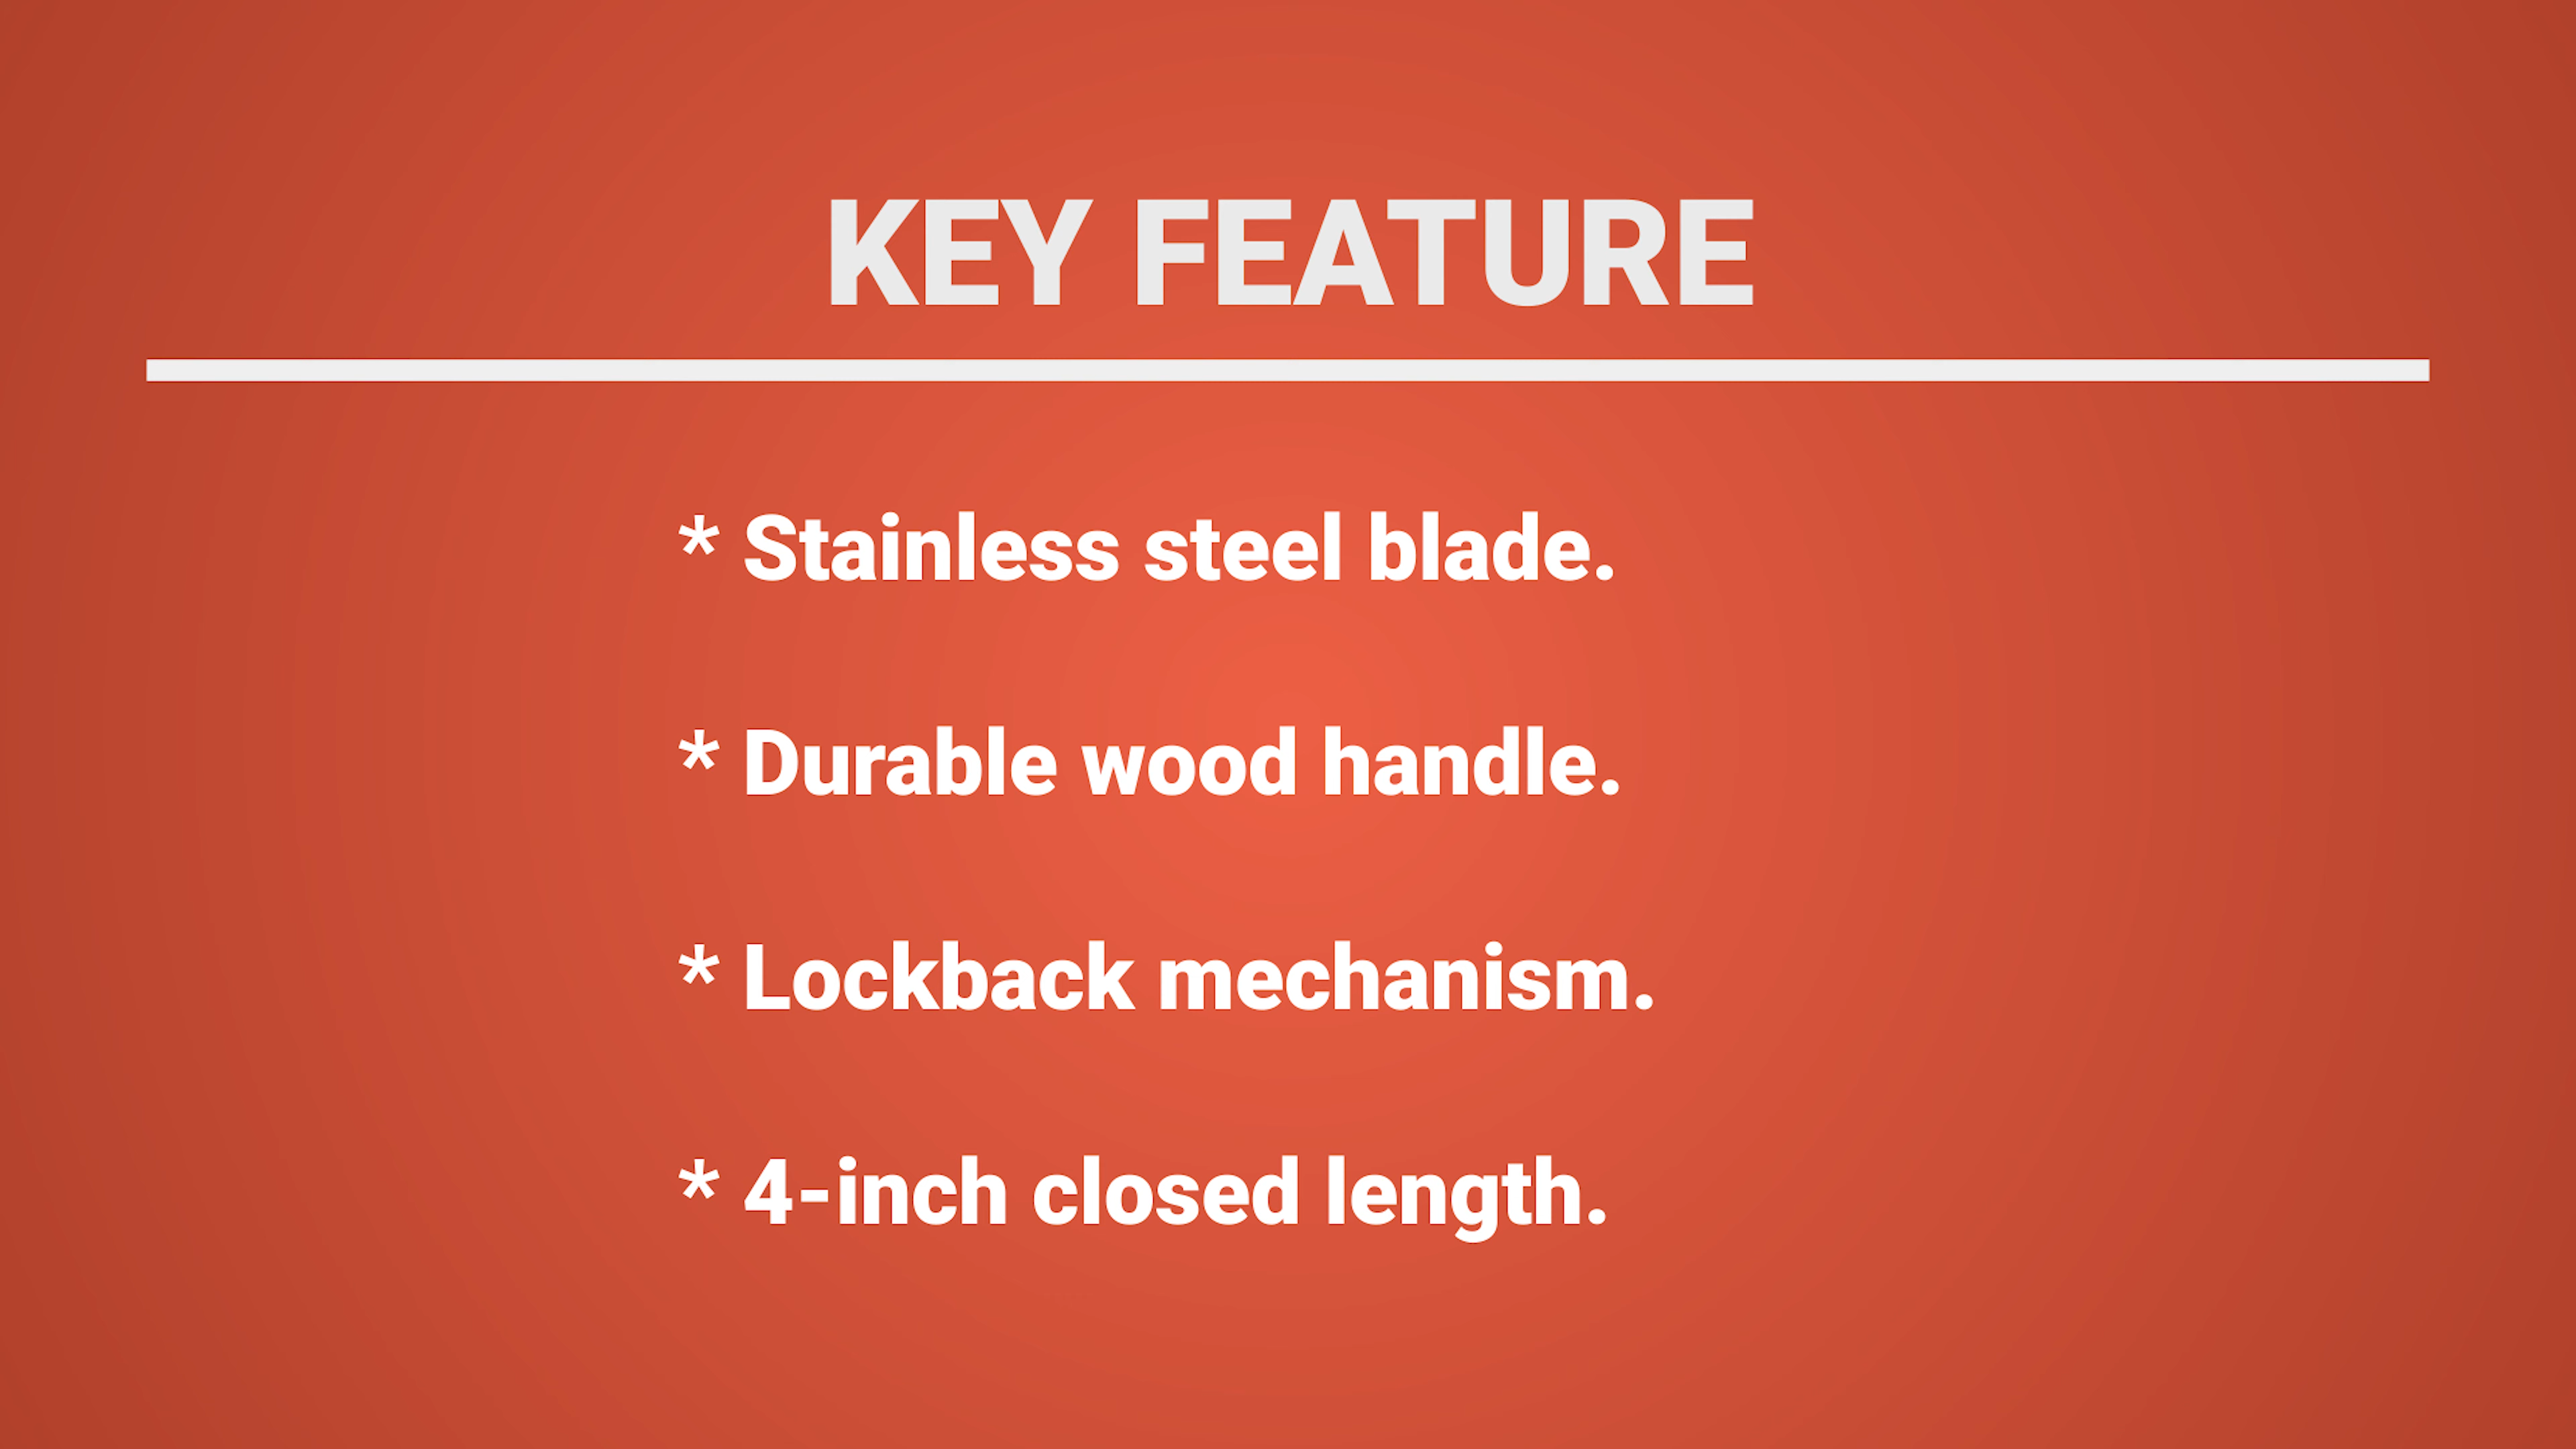 KEY FEATURE
* Stainless steel blade.
* Durable wood handle.
* Lockback mechanism.
* 4-inch closed length.